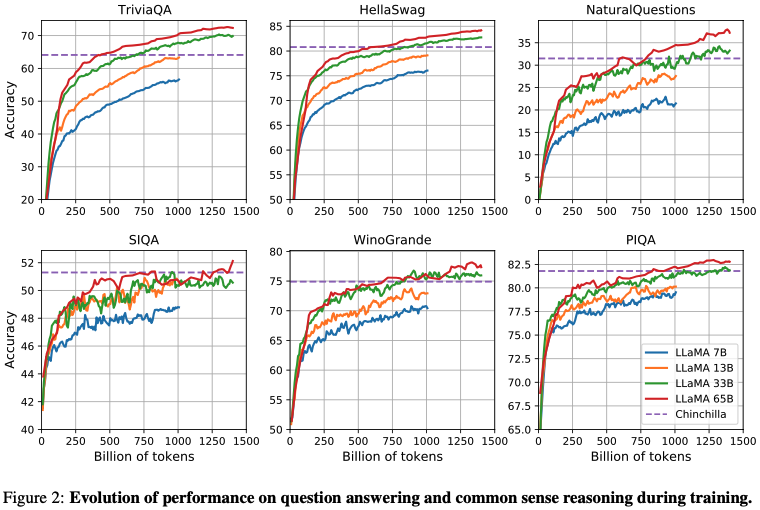 TriviaQA
HellaSwag
NaturalQuestions
Accuracy
70
60
50
40
30
20
0 250 500 750 1000 1250 1500
85
80
75
70
65
60
55
50
0 250 500 750 1000 1250 1500
35
30
25
20
15
10
5
0
0 250 500 750 1000 1250 1500
SIQA
WinoGrande
PIQA
Accuracy
52
50
48
46
44
42
40
0 250 500 750 1000 1250 1500
Billion of tokens
80
75
70
65
60
55
50
0 250 500 750 1000 1250 1500
Billion of tokens
82.5
80.0
77.5
75.0
72.5
70.0
67.5
65.0
LLaMA 7B
LLaMA 13B
LLaMA 33B
LLaMA 65B
Chinchilla
0 250 500 750 1000 1250 1500
Billion of tokens
Figure 2: Evolution of performance on question answering and common sense reasoning during training.